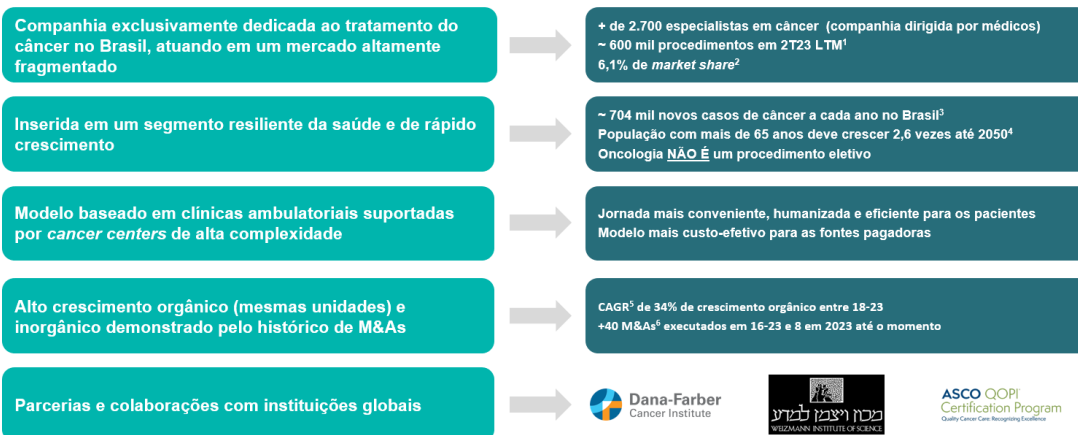 Companhia exclusivamente dedicada ao tratamento do
câncer no Brasil, atuando em um mercado altamente
fragmentado
+ de 2.700 especialistas em câncer (companhia dirigida por médicos)
~ 600 mil procedimentos em 2T23 LTM¹
6,1% de market share²
Inserida em um segmento resiliente da saúde e de rápido
crescimento
~ 704 mil novos casos de câncer a cada ano no Brasil³
População com mais de 65 anos deve crescer 2,6 vezes até 2050⁴
Oncologia NÃO É um procedimento eletivo
Modelo baseado em clínicas ambulatoriais suportadas
por cancer centers de alta complexidade
Jornada mais conveniente, humanizada e eficiente para os pacientes
Modelo mais custo-efetivo para as fontes pagadoras
Alto crescimento orgânico (mesmas unidades) e
inorgânico demonstrado pelo histórico de M&As
CAGR⁵ de 34% de crescimento orgânico entre 18-23
+40 M&As⁶ executados em 16-23 e 8 em 2023 até o momento
Parcerias e colaborações com instituições globais
Dana-Farber
Cancer Institute
מכון ויצמן למדע
WEIZMANN INSTITUTE OF SCIENCE
ASCO QOPI
Certification Program
Quality Cancer Care: Recognizing Excellence